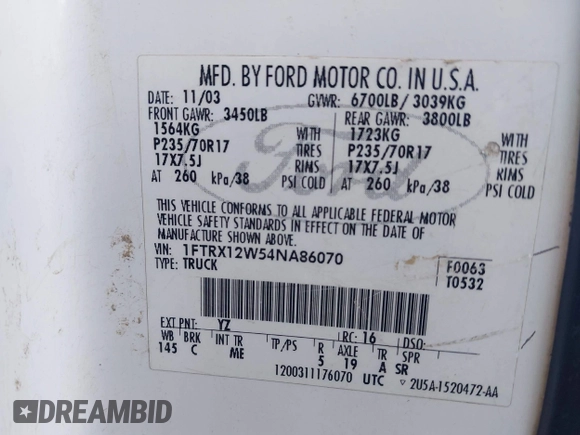 MFD. BY FORD MOTOR CO. IN U.S.A.
DATE: 11/03 GVWR: 6700LB/ 3039KG
FRONT GAWR: 3450LB REAR GAWR: 3800LB
1564KG WITH 1723KG WITH
P235/70R17 TIRES P235/70R17 TIRES
17X7.5J RIMS 17X7.5J RIMS
AT 260 kPa/38 PSI COLD AT 260 kPa/38 PSI COLD
Ford
THIS VEHICLE CONFORMS TO ALL APPLICABLE FEDERAL MOTOR
VEHICLE SAFETY STANDARDS IN EFFECT ON THE DATE OF
MANUFACTURE SHOWN ABOVE.
VIN: 1FTRX12W54NA86070 F0063
TYPE: TRUCK T0532
EXT PNT: YZ RC: 16 DSO:
WB BRK INT TR TP/PS R AXLE TR SPR
145 C ME 5 19 A SR
1200311176070 UTC 2U5A-1520472-AA
DREAMBID